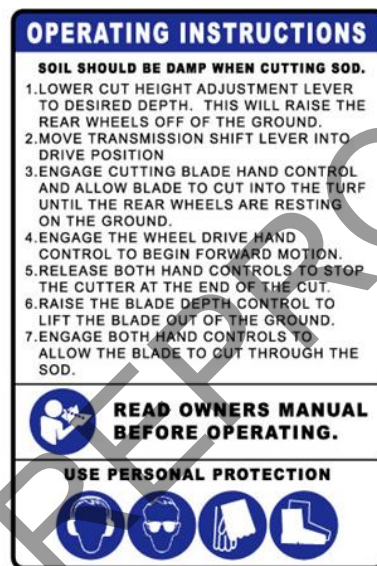 OPERATING INSTRUCTIONS
SOIL SHOULD BE DAMP WHEN CUTTING SOD.
1.LOWER CUT HEIGHT ADJUSTMENT LEVER
TO DESIRED DEPTH. THIS WILL RAISE THE
REAR WHEELS OFF OF THE GROUND.
2.MOVE TRANSMISSION SHIFT LEVER INTO
DRIVE POSITION
3.ENGAGE CUTTING BLADE HAND CONTROL
AND ALLOW BLADE TO CUT INTO THE TURF
UNTIL THE REAR WHEELS ARE RESTING
ON THE GROUND.
4.ENGAGE THE WHEEL DRIVE HAND
CONTROL TO BEGIN FORWARD MOTION.
5.RELEASE BOTH HAND CONTROLS TO STOP
THE CUTTER AT THE END OF THE CUT.
6.RAISE THE BLADE DEPTH CONTROL TO
LIFT THE BLADE OUT OF THE GROUND.
7.ENGAGE BOTH HAND CONTROLS TO
ALLOW THE BLADE TO CUT THROUGH THE
SOD.
READ OWNERS MANUAL
BEFORE OPERATING.
USE PERSONAL PROTECTION